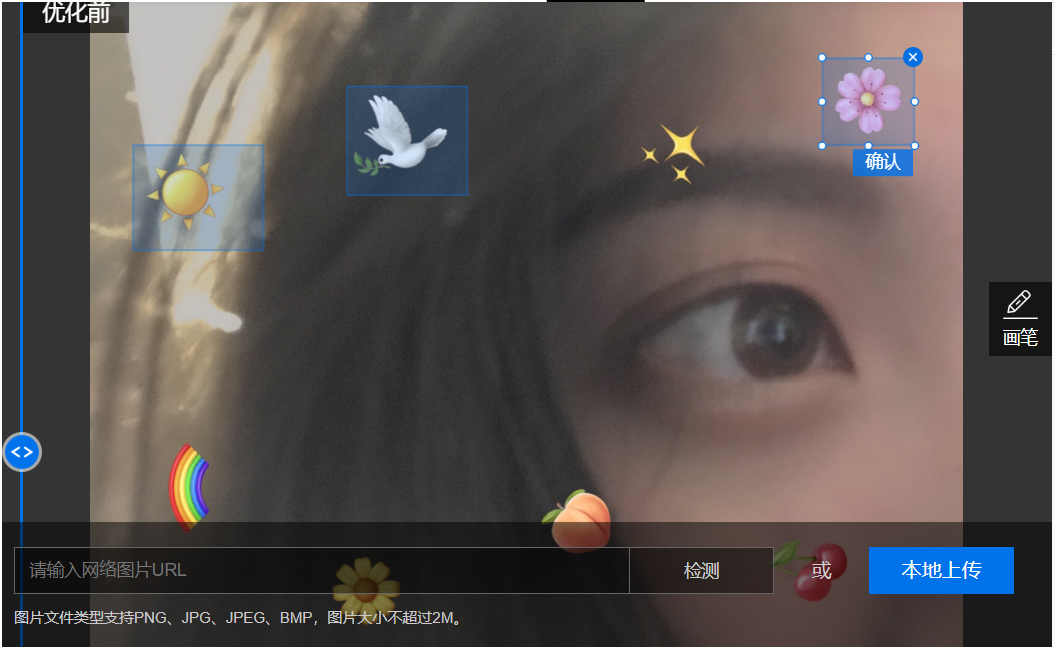 优化前
确认
画笔
请输入网络图片URL
检测
或
本地上传
图片文件类型支持PNG、JPG、JPEG、BMP，图片大小不超过2M。